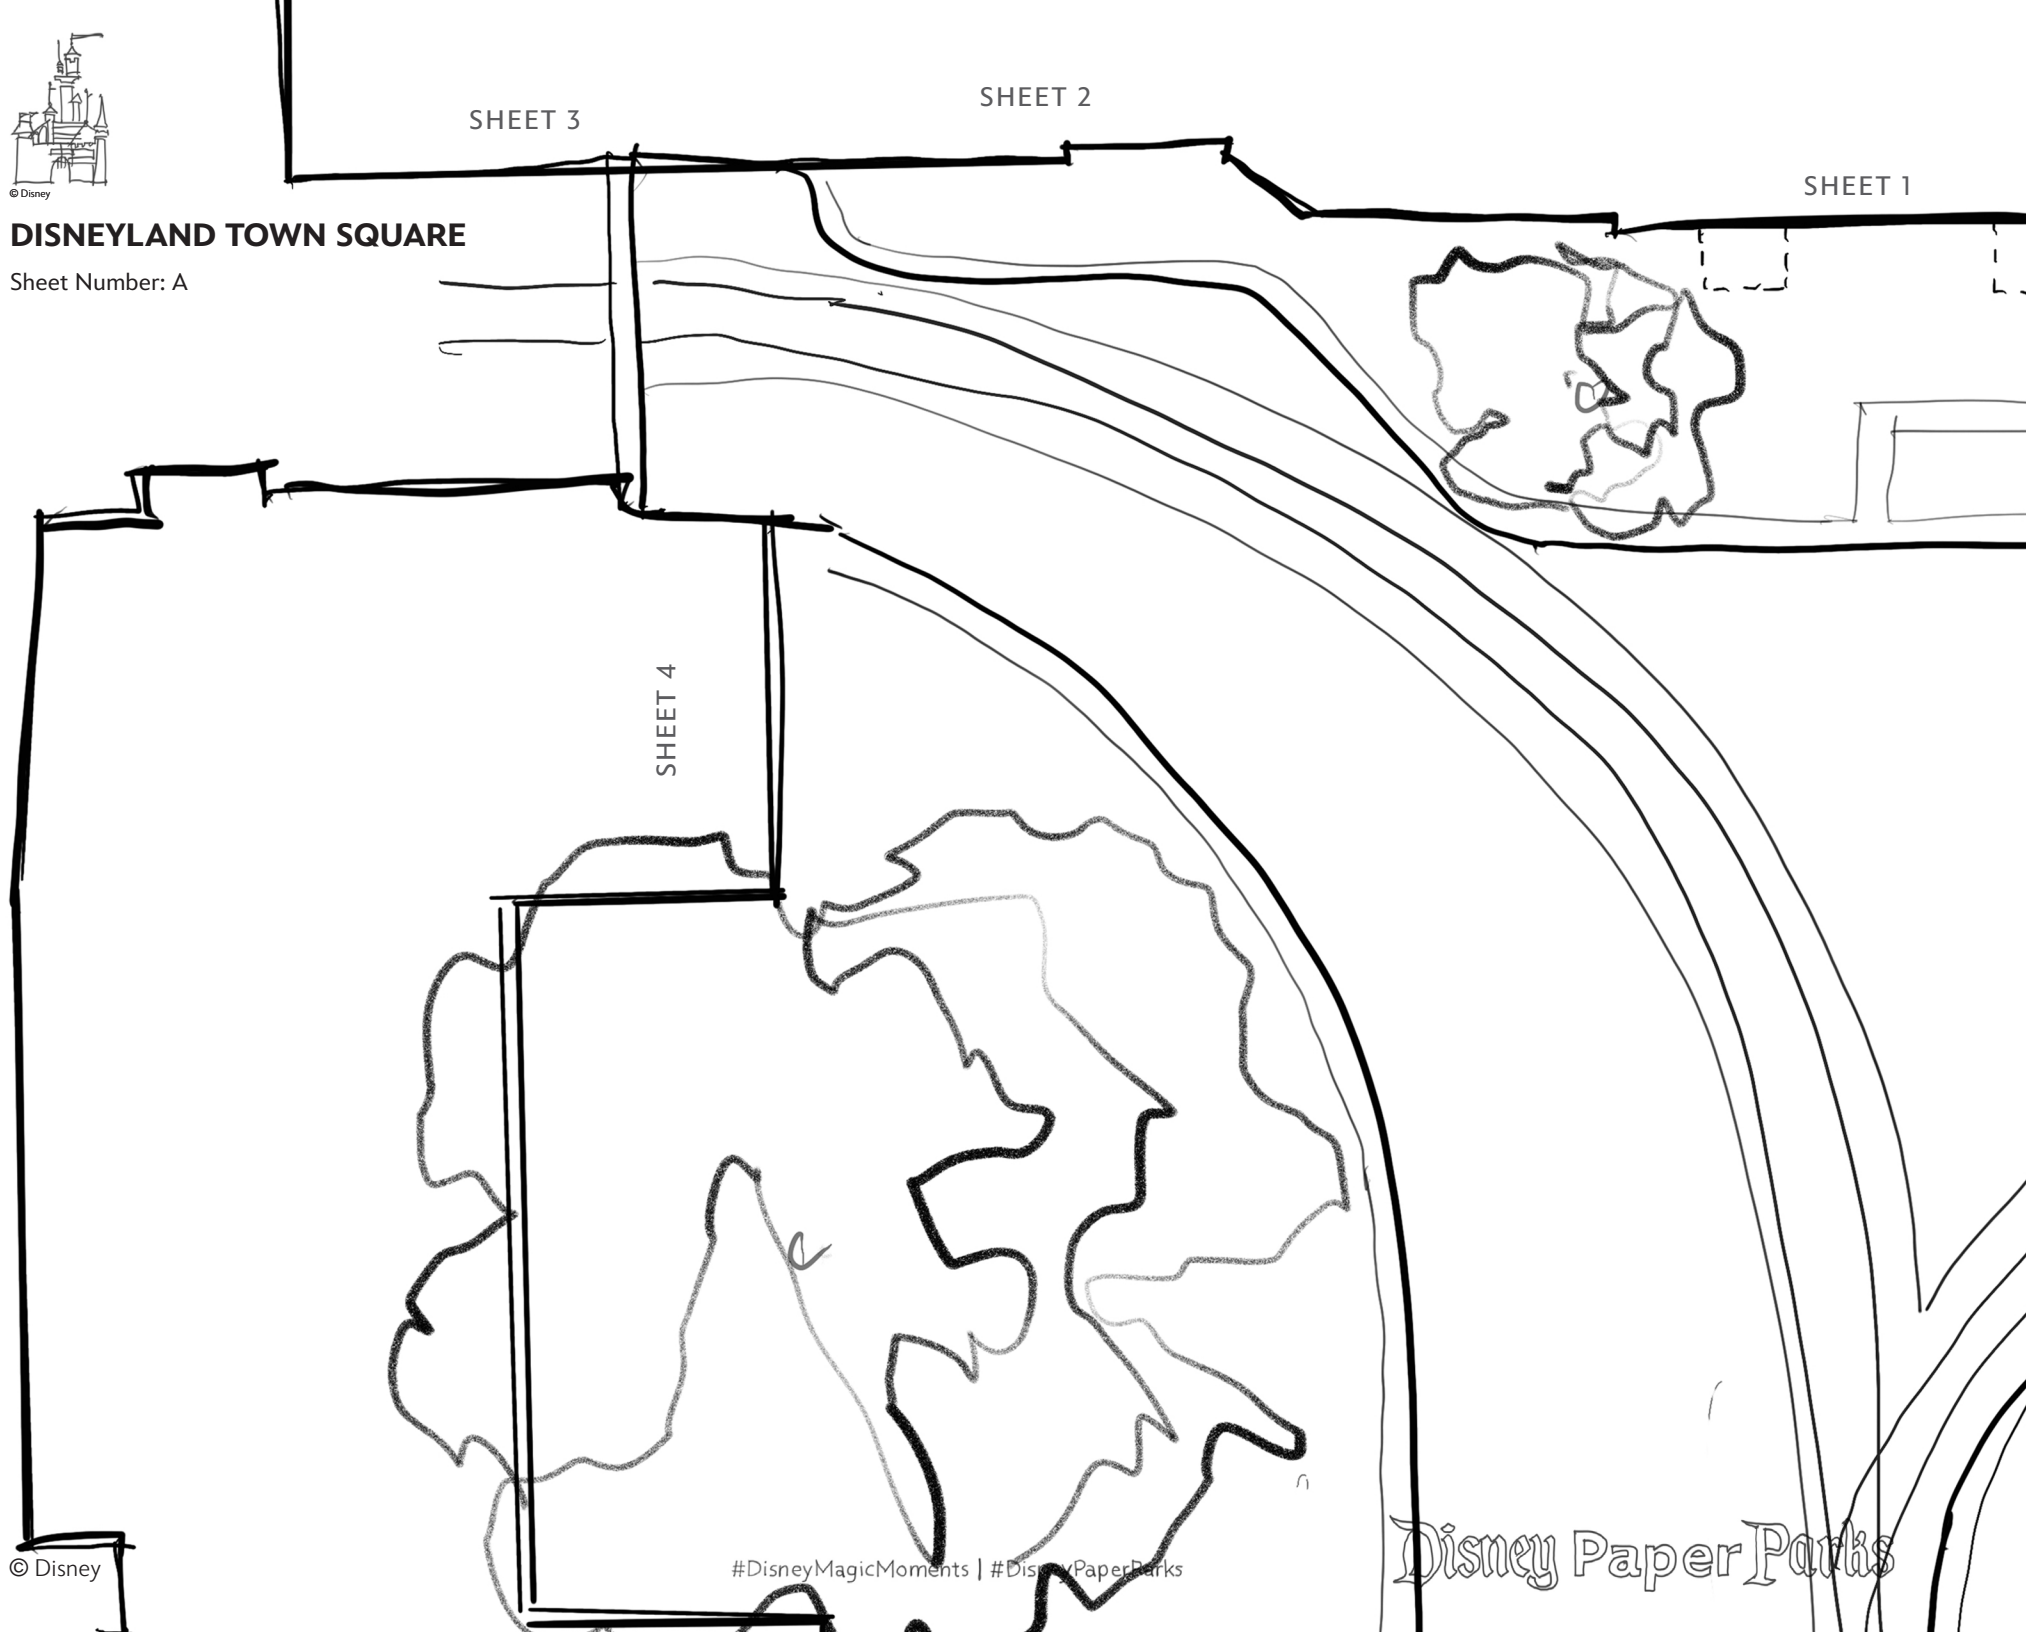 SHEET 2
SHEET 3
SHEET 1
© Disney
DISNEYLAND TOWN SQUARE
Sheet Number: A
SHEET 4
© Disney
#DisneyMagicMoments | #DisneyPaperParks
Disney Paper Parks